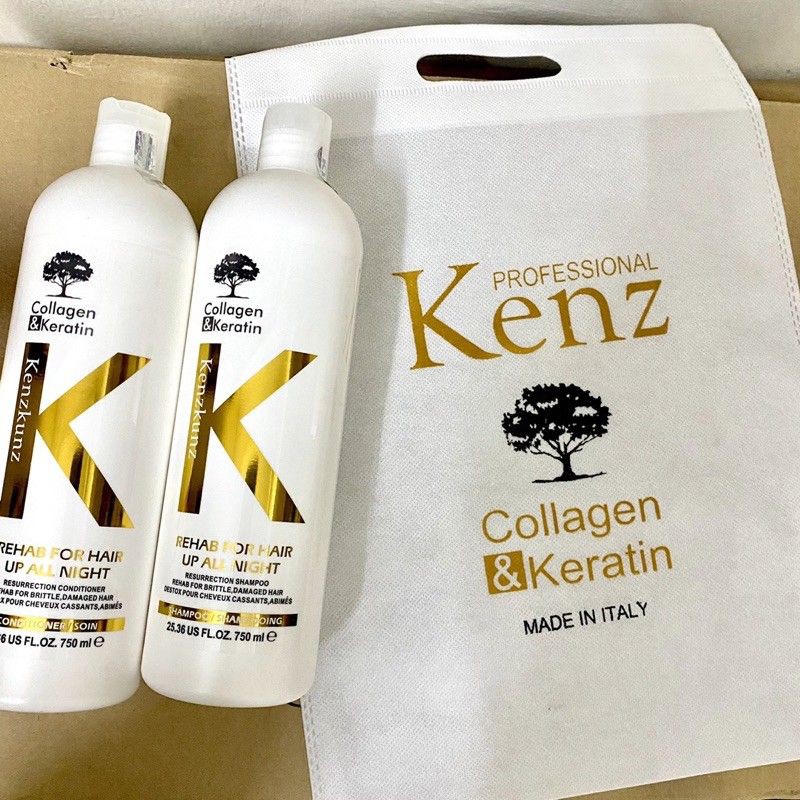 Collagen
&Keratin
Kenzkunz
K
REHAB FOR HAIR
UP ALL NIGHT
RESURRECTION CONDITIONER
REHAB FOR BRITTLE,DAMAGED HAIR
POUR CHEVEUX CASSANTS,ABIMÉS
CONDITIONER / SOIN
US FL.OZ. 750 ml e
Collagen
&Keratin
Kenzkunz
K
REHAB FOR HAIR
UP ALL NIGHT
RESURRECTION SHAMPOO
REHAB FOR BRITTLE,DAMAGED HAIR
DESTOX POUR CHEVEUX CASSANTS,ABIMÉS
SHAMPOO / SHAMPOOING
25.36 US FL.OZ. 750 ml e
PROFESSIONAL
Kenz
Collagen
&Keratin
MADE IN ITALY